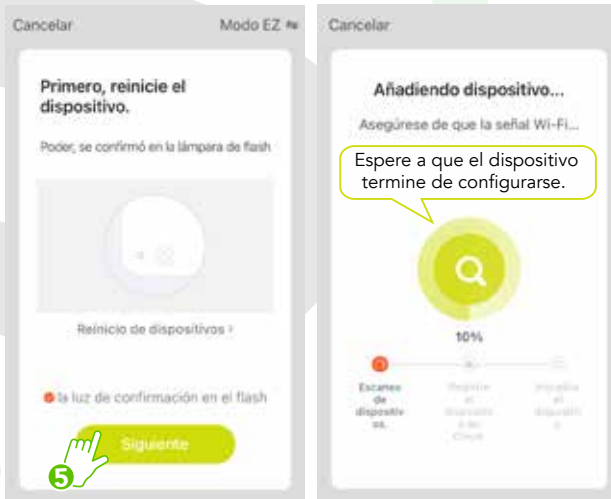 Cancelar
Modo EZ ⇋
Primero, reinicie el
dispositivo.
Poder, se confirmó en la lámpara de flash
Reinicio de dispositivos ›
la luz de confirmación en el flash
Siguiente
5
Cancelar
Añadiendo dispositivo...
Asegúrese de que la señal Wi-Fi...
Espere a que el dispositivo
termine de configurarse.
10%
Escaneo
de
dispositiv
os.